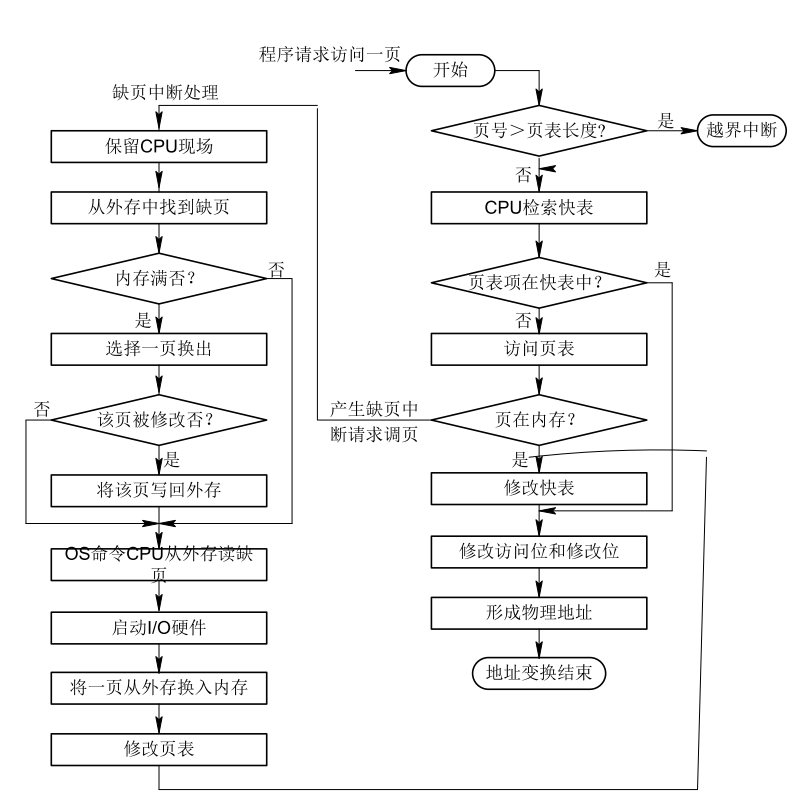 程序请求访问一页
开始
页号＞页表长度?
是
越界中断
否
CPU检索快表
页表项在快表中？
是
否
访问页表
页在内存？
产生缺页中
断请求调页
是
修改快表
修改访问位和修改位
形成物理地址
地址变换结束
缺页中断处理
保留CPU现场
从外存中找到缺页
内存满否？
否
是
选择一页换出
该页被修改否？
否
是
将该页写回外存
OS命令CPU从外存读缺
页
启动I/O硬件
将一页从外存换入内存
修改页表